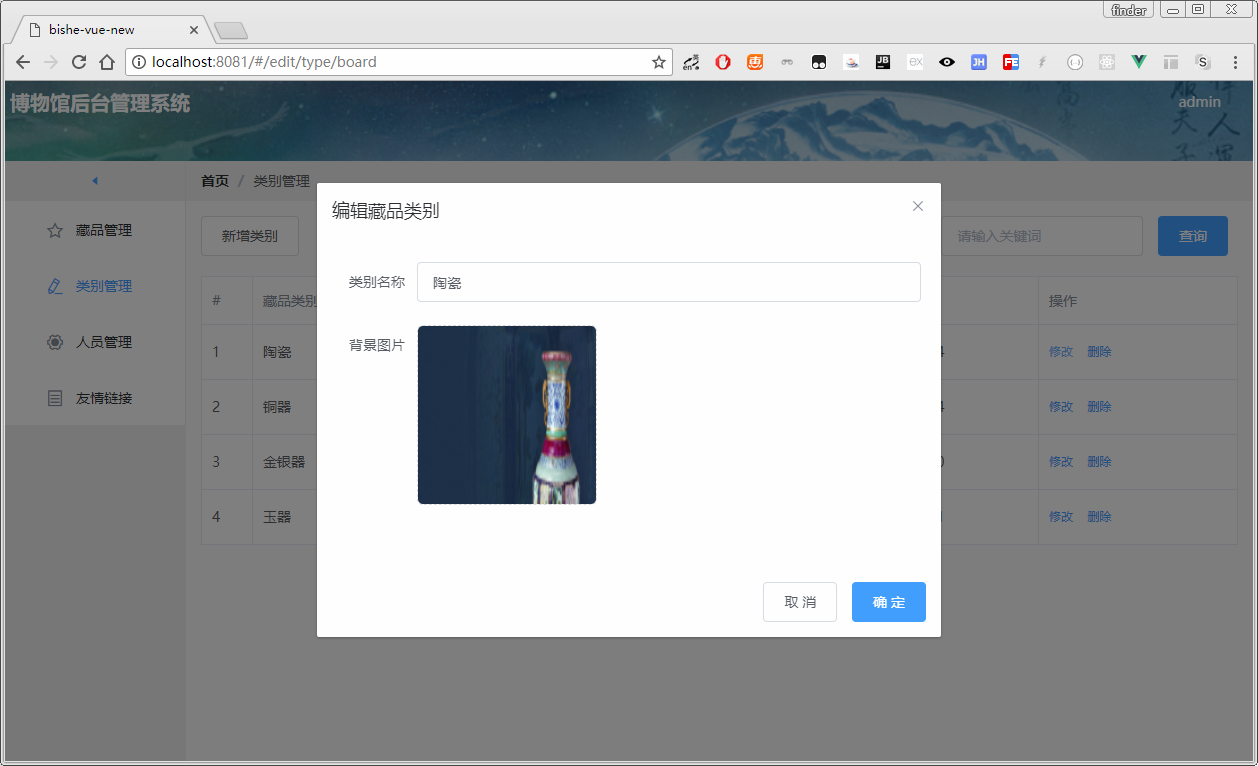 finder
bishe-vue-new
localhost:8081/#/edit/type/board
博物馆后台管理系统
admin
首页 / 类别管理
藏品管理
类别管理
人员管理
友情链接
新增类别
请输入关键词
查询
# 藏品类别 操作
1 陶瓷 4 修改 删除
2 铜器 4 修改 删除
3 金银器 0 修改 删除
4 玉器 修改 删除
编辑藏品类别
类别名称 陶瓷
背景图片
取 消
确 定